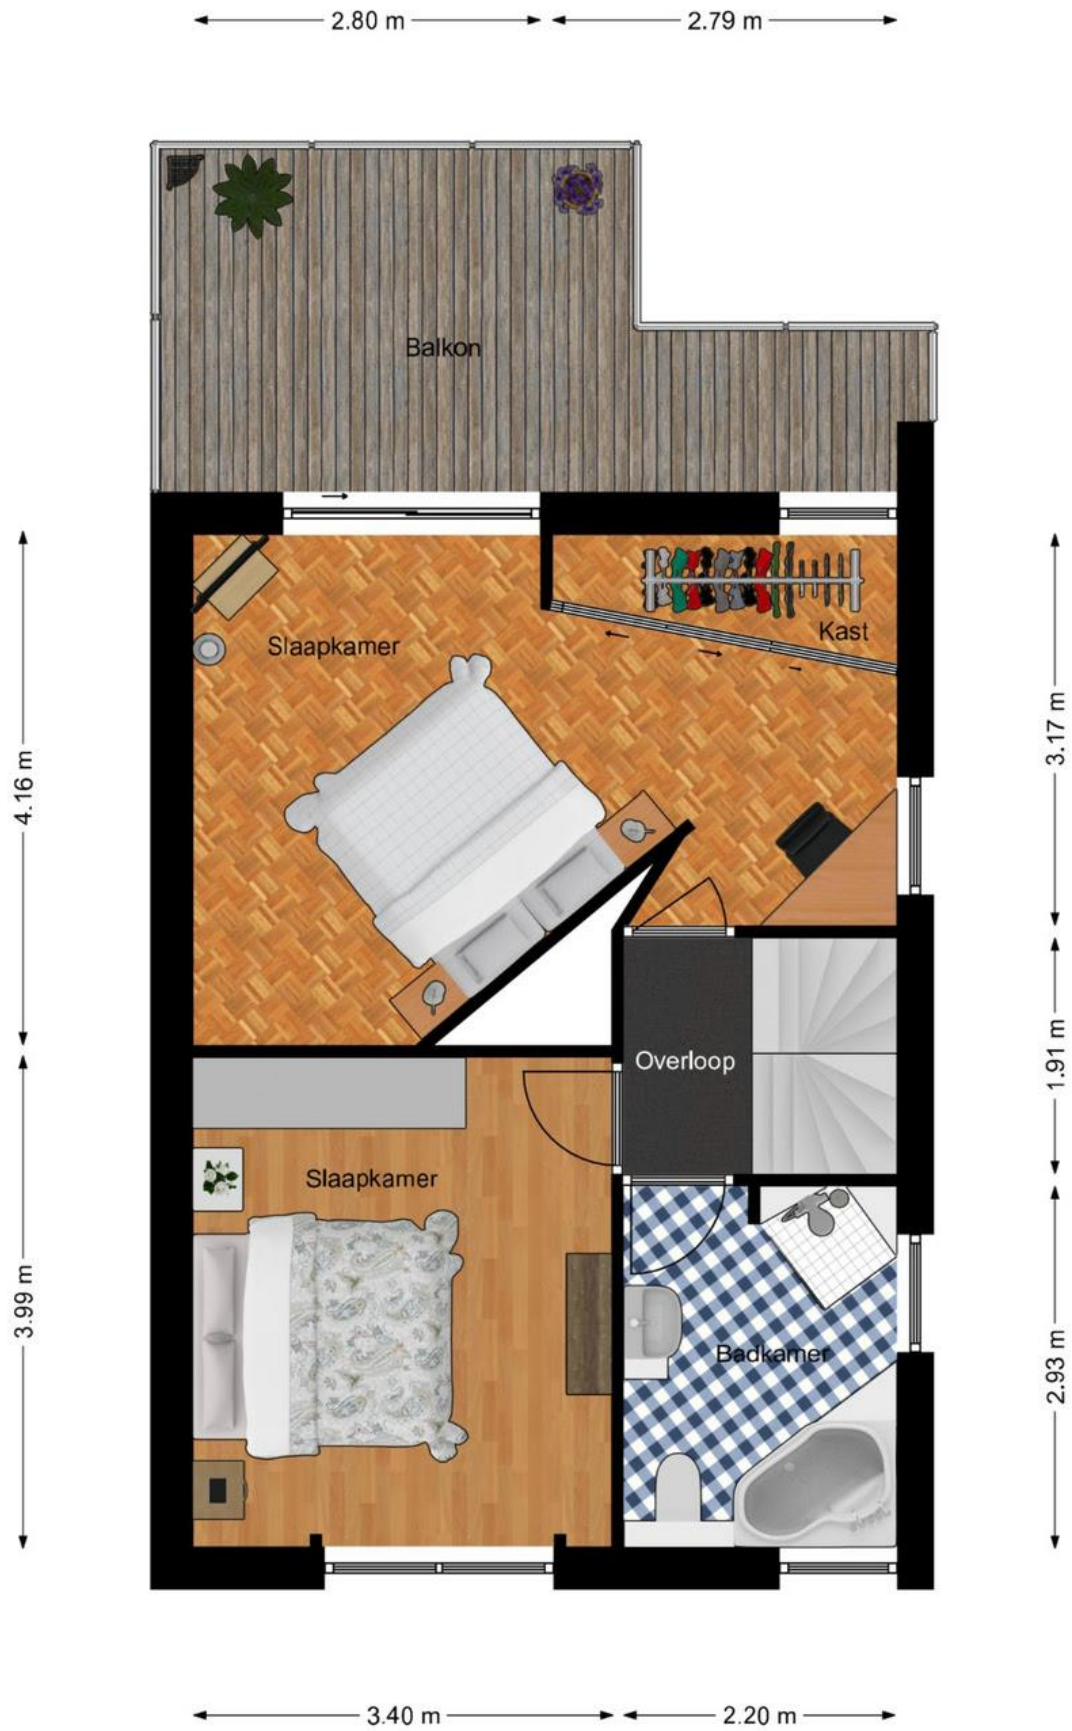 2.80 m
2.79 m
Balkon
Slaapkamer
Kast
4.16 m
3.17 m
Overloop
1.91 m
Slaapkamer
3.99 m
Badkamer
2.93 m
3.40 m
2.20 m